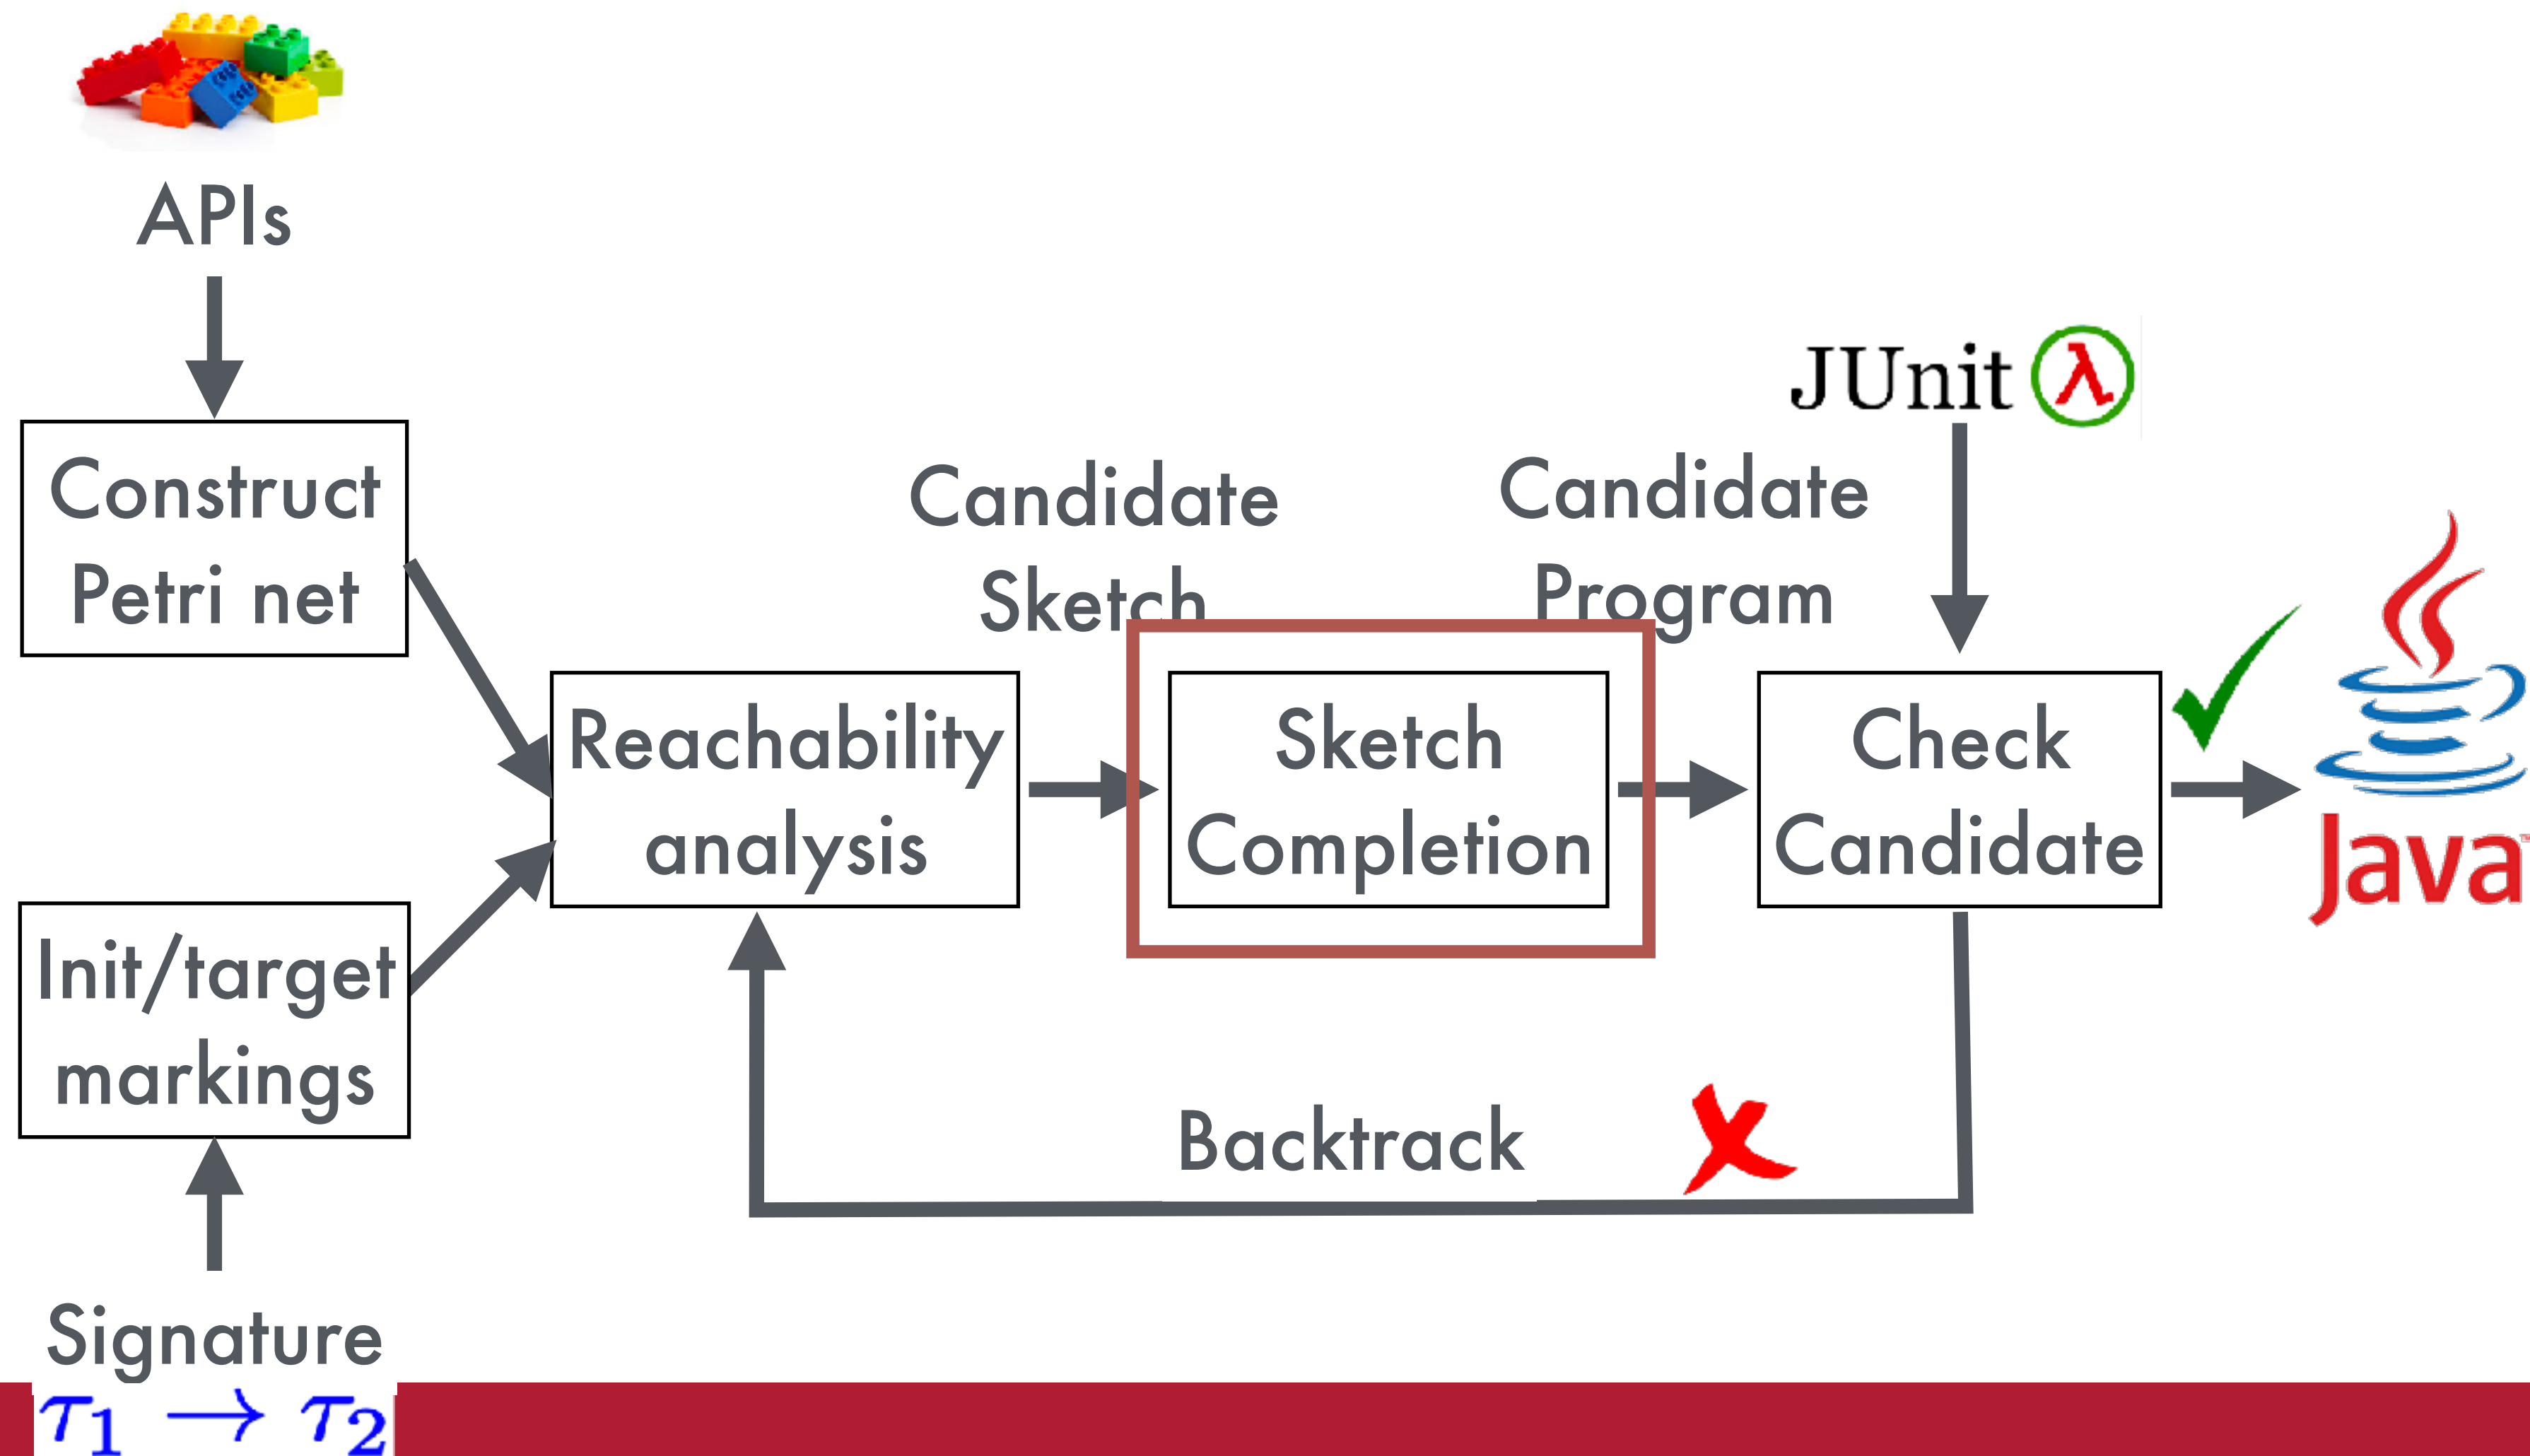 APIs
Construct
Petri net
Init/target
markings
Signature
τ₁ → τ₂
Reachability
analysis
Candidate
Sketch
Sketch
Completion
Candidate
Program
JUnit λ
Check
Candidate
Java
Backtrack